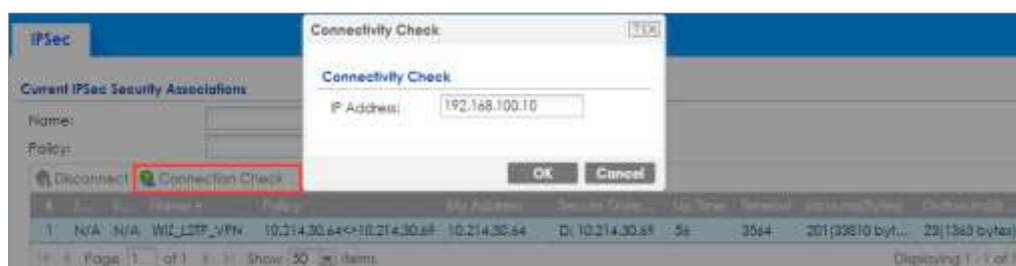 Connectivity Check
IPSec
Connectivity Check
Current IPSec Security Associations
IP Address: 192.168.100.10
Name:
Policy:
Disconnect Connection Check OK Cancel
# Name Policy My Address Secure Gate... Up Time Timeout Inbound(Bytes)
1 N/A N/A WIZ_L2TP_VPN 10.214.30.64<>10.214.30.69 10.214.30.64 D: 10.214.30.69 56 3564 201(33810 byt... 23(1363 bytes)
Page 1 of 1 Show 50 items Displaying 1 - 1 of 1